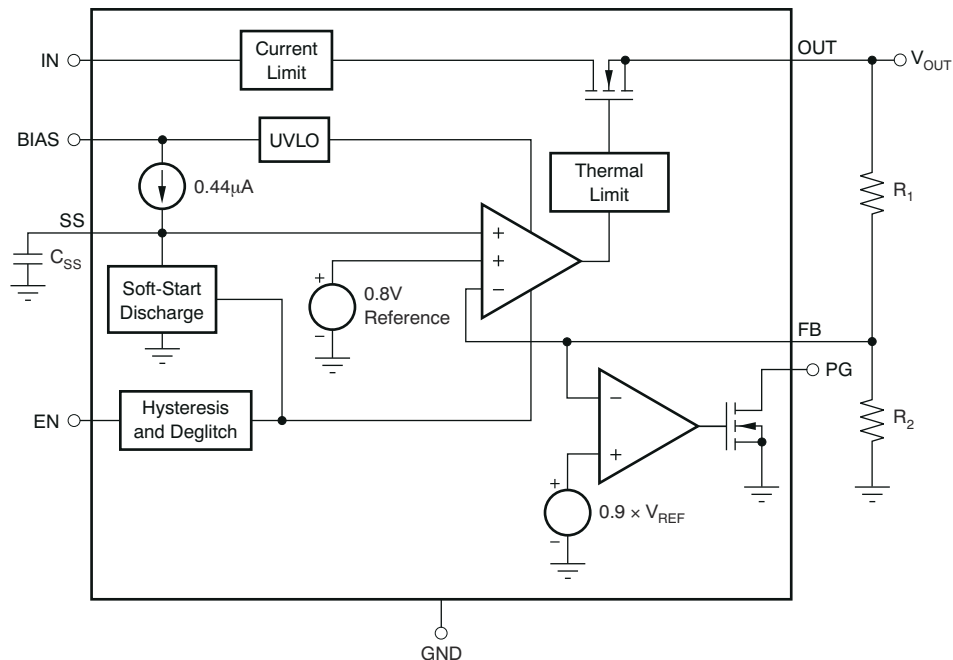 IN
Current
Limit
OUT
V_OUT
BIAS
UVLO
0.44μA
Thermal
Limit
R_1
SS
C_SS
+
+
−
Soft-Start
Discharge
+
0.8V
Reference
−
FB
PG
EN
Hysteresis
and Deglitch
−
+
R_2
+
0.9 × V_REF
−
GND